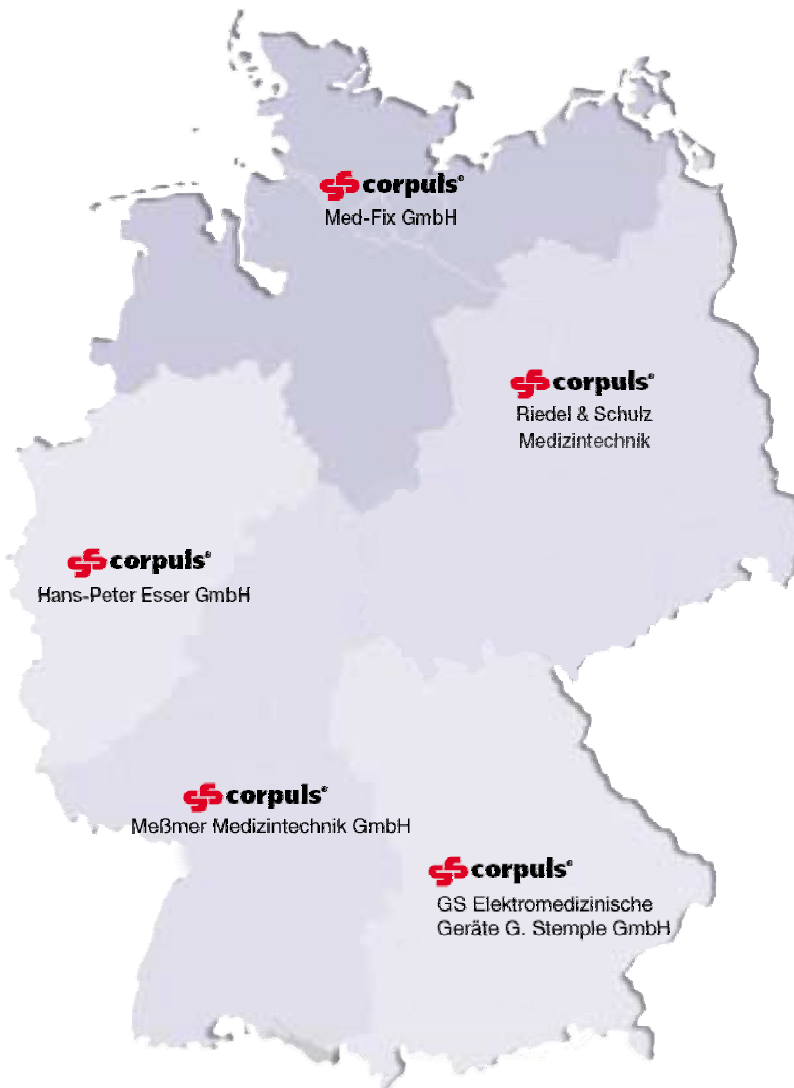 corpuls®
Med-Fix GmbH
corpuls®
Riedel & Schulz
Medizintechnik
corpuls®
Hans-Peter Esser GmbH
corpuls®
Meßmer Medizintechnik GmbH
corpuls®
GS Elektromedizinische
Geräte G. Stemple GmbH